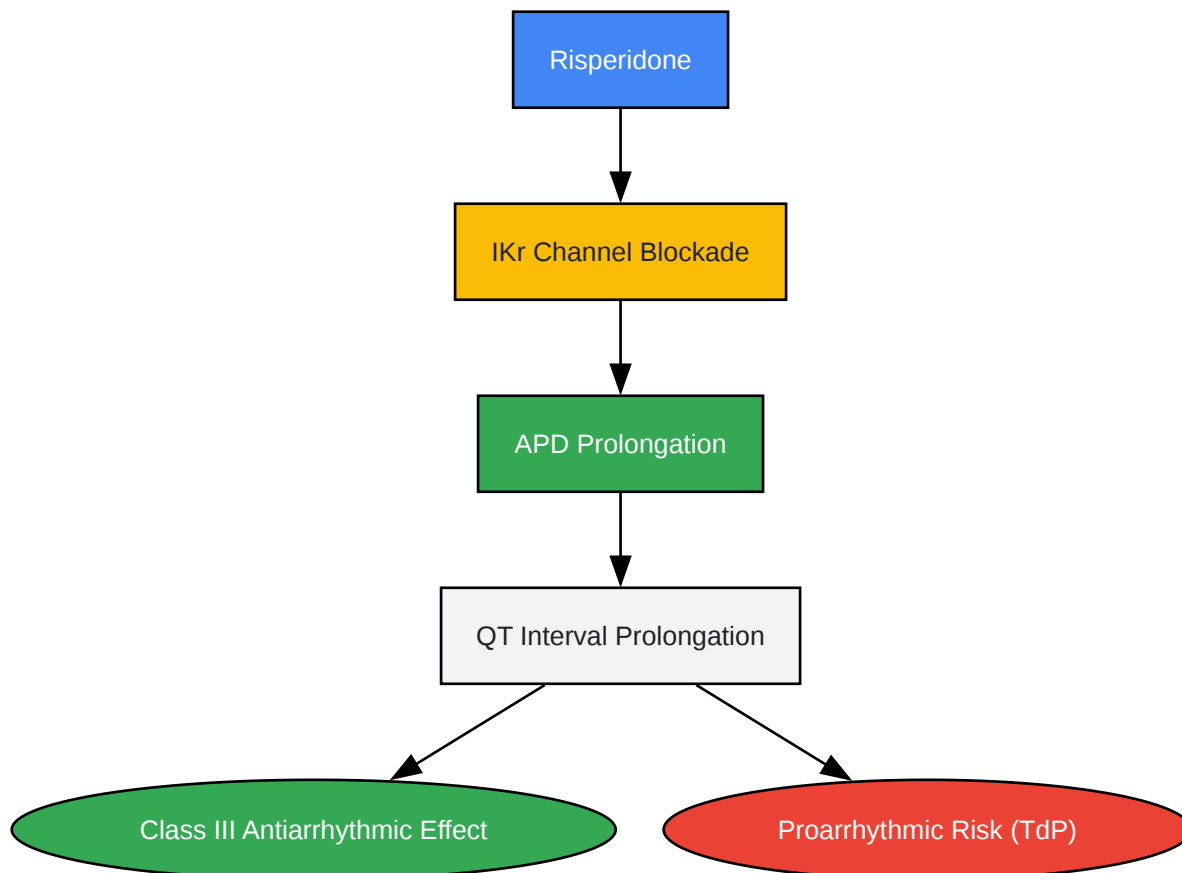 Risperidone
IKr Channel Blockade
APD Prolongation
QT Interval Prolongation
Class III Antiarrhythmic Effect
Proarrhythmic Risk (TdP)